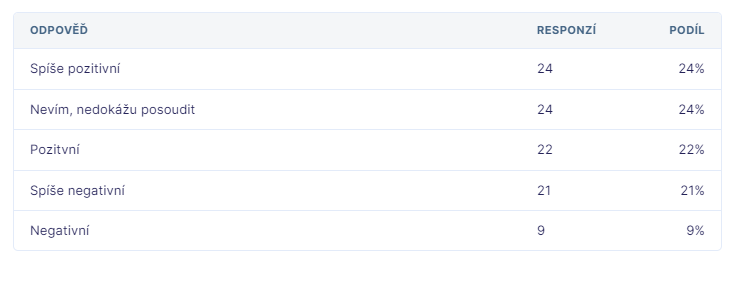 ODPOVĚĎ RESPONZÍ PODÍL
Spíše pozitivní 24 24%
Nevím, nedokážu posoudit 24 24%
Pozitvní 22 22%
Spíše negativní 21 21%
Negativní 9 9%